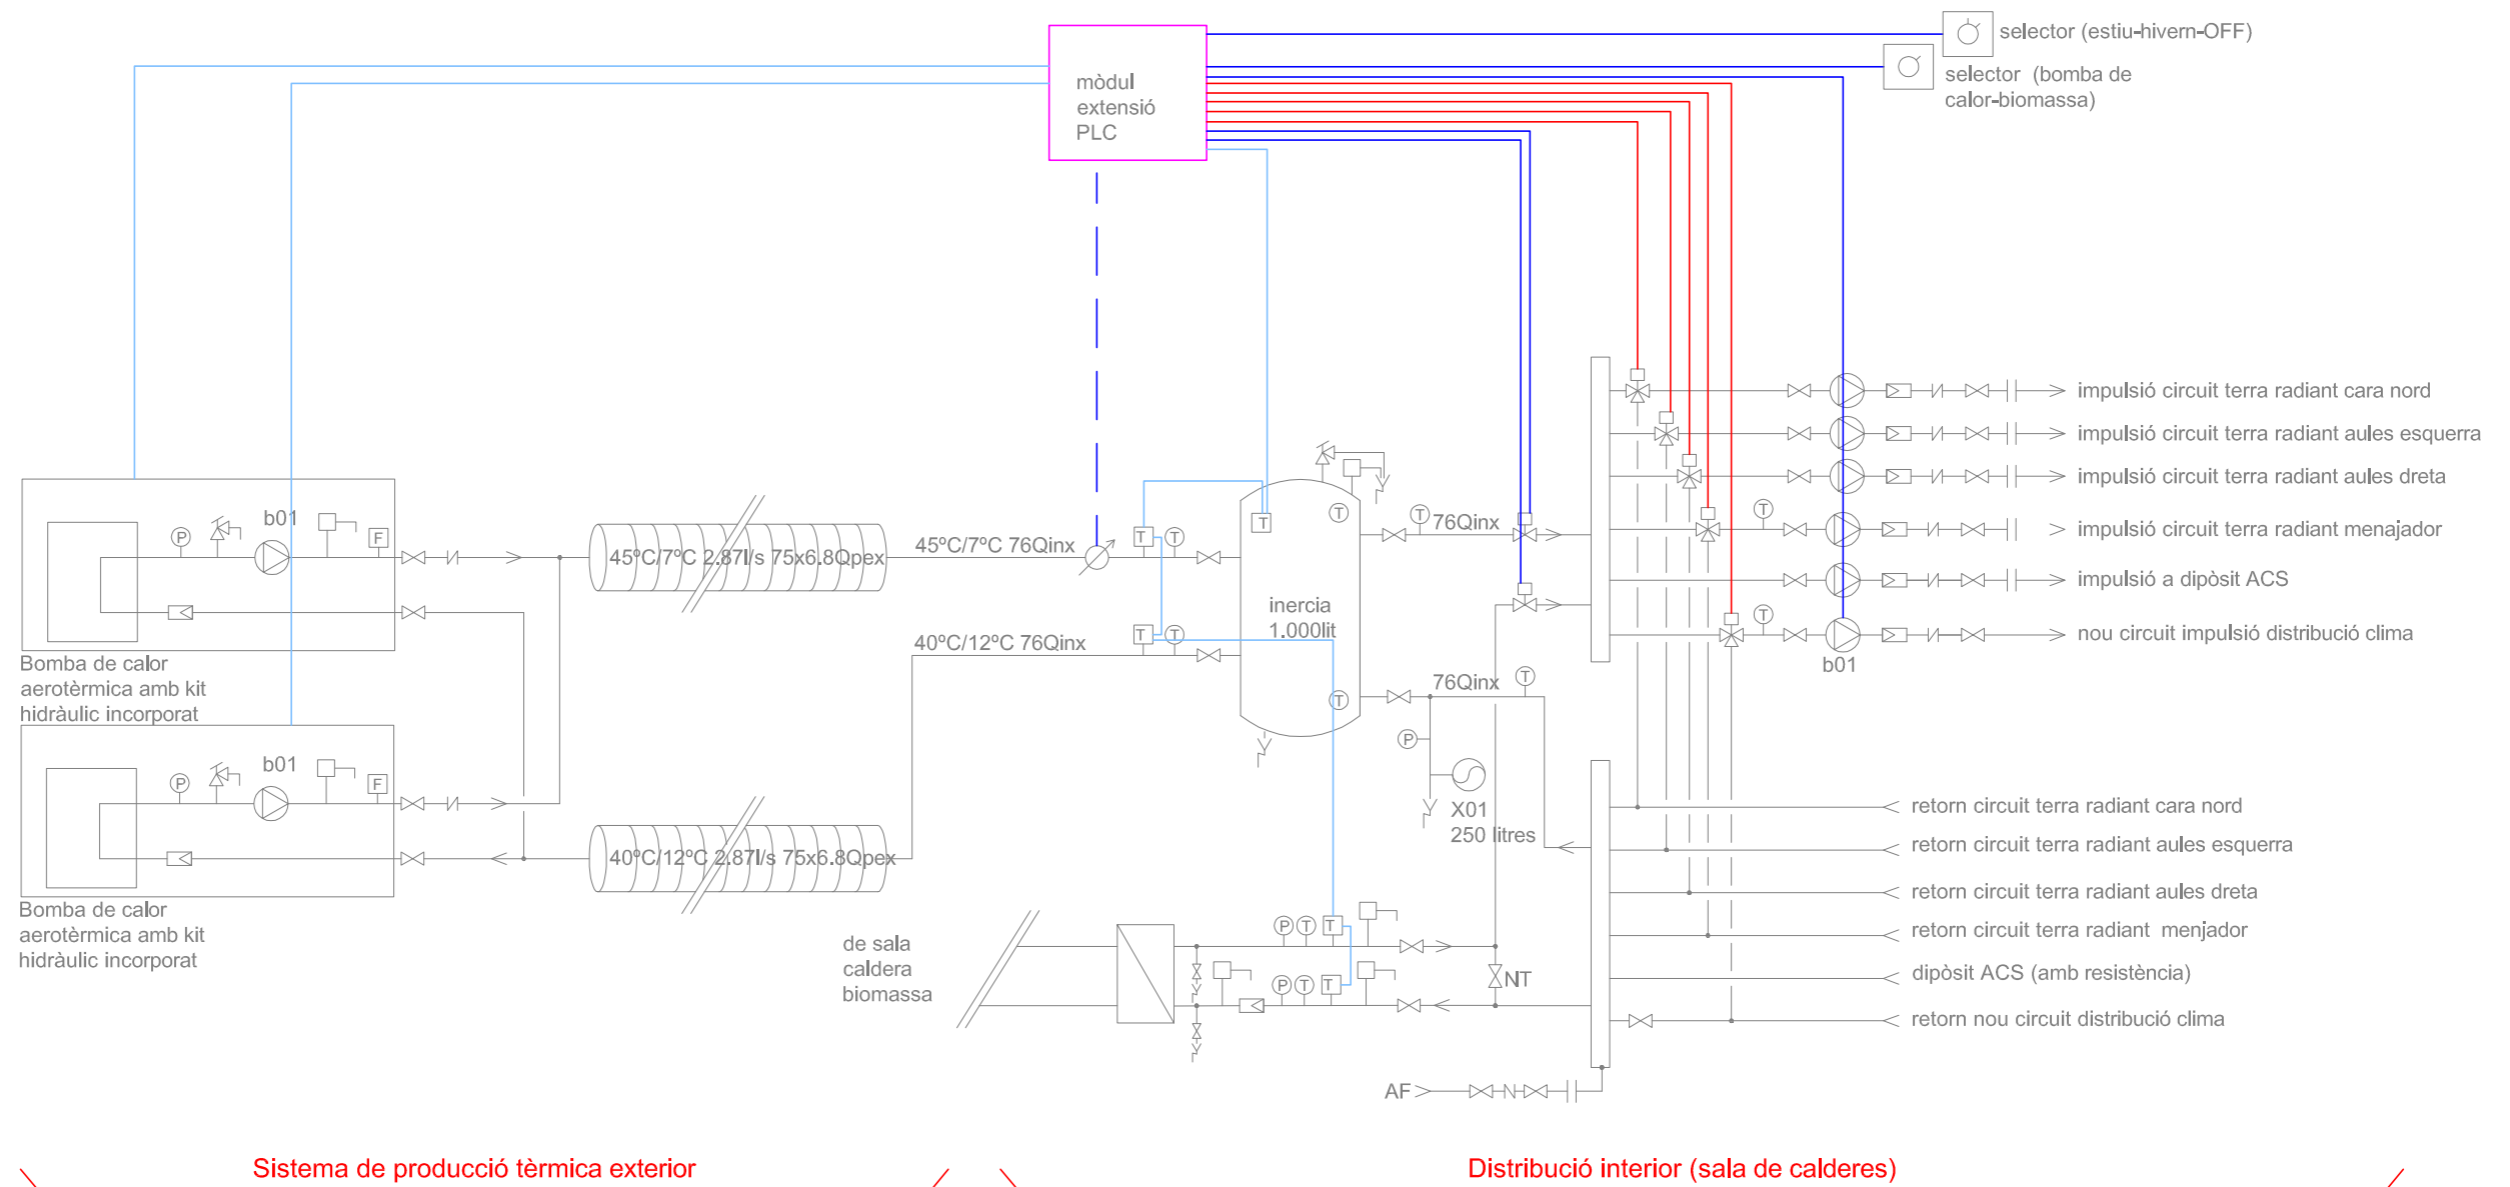 selector (estiu-hivern-OFF)
selector (bomba de
calor-biomassa)
mòdul
extensió
PLC
impulsió circuit terra radiant cara nord
impulsió circuit terra radiant aules esquerra
impulsió circuit terra radiant aules dreta
T
T
76Qinx
T
impulsió circuit terra radiant menajador
b01
P
F
45ºC/7ºC 2.87l/s 75x6.8Qpex
45ºC/7ºC 76Qinx
T
T
T
impulsió a dipòsit ACS
inercia
1.000lit
T
nou circuit impulsió distribució clima
b01
40ºC/12ºC 76Qinx
T
T
Bomba de calor
aerotèrmica amb kit
hidràulic incorporat
76Qinx
T
T
P
b01
P
F
X01
250 litres
retorn circuit terra radiant cara nord
retorn circuit terra radiant aules esquerra
40ºC/12ºC 2.87l/s 75x6.8Qpex
retorn circuit terra radiant aules dreta
Bomba de calor
aerotèrmica amb kit
hidràulic incorporat
P
T
T
retorn circuit terra radiant  menjador
de sala
caldera
biomassa
P
T
T
NT
dipòsit ACS (amb resistència)
retorn nou circuit distribució clima
AF
Sistema de producció tèrmica exterior
Distribució interior (sala de calderes)